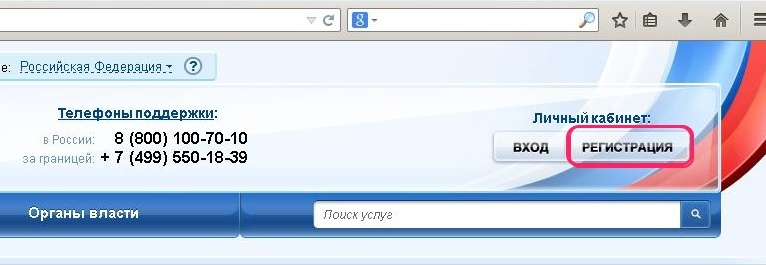 е: Российская Федерация
Телефоны поддержки:
в России: 8 (800) 100-70-10
за границей: + 7 (499) 550-18-39
Личный кабинет:
ВХОД РЕГИСТРАЦИЯ
Органы власти
Поиск услуг